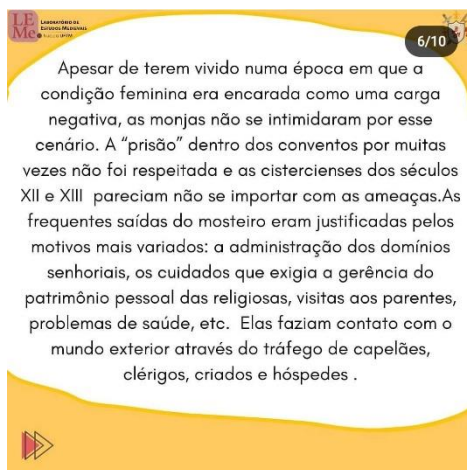 LEMe
LABORATÓRIO DE
ESTUDOS MEDIEVAIS
6/10
Apesar de terem vivido numa época em que a
condição feminina era encarada como uma carga
negativa, as monjas não se intimidaram por esse
cenário. A “prisão” dentro dos conventos por muitas
vezes não foi respeitada e as cistercienses dos séculos
XII e XIII pareciam não se importar com as ameaças.As
frequentes saídas do mosteiro eram justificadas pelos
motivos mais variados: a administração dos domínios
senhoriais, os cuidados que exigia a gerência do
patrimônio pessoal das religiosas, visitas aos parentes,
problemas de saúde, etc. Elas faziam contato com o
mundo exterior através do tráfego de capelães,
clérigos, criados e hóspedes .